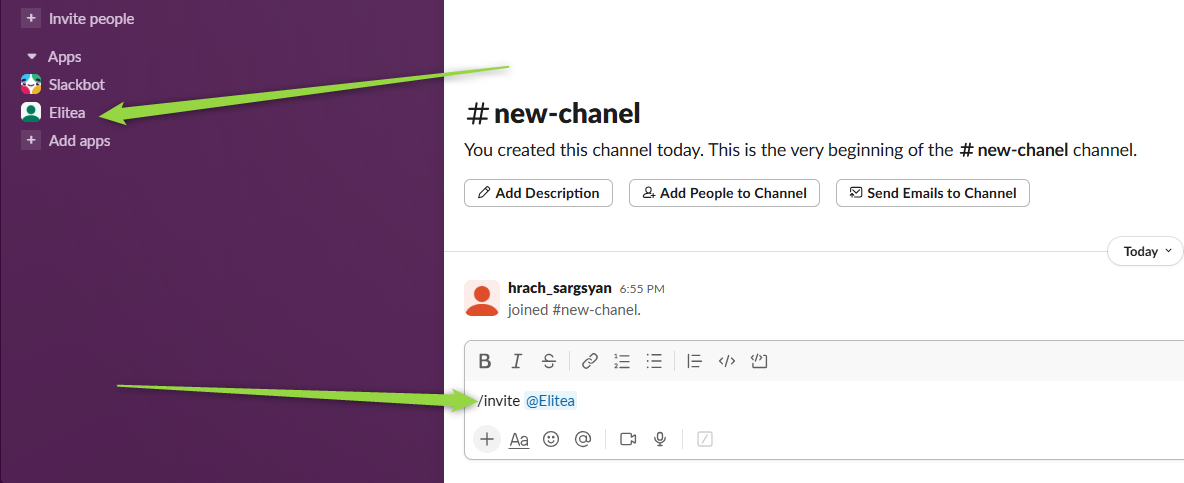 Invite people
Apps
Slackbot
Elitea
Add apps
# new-chanel
You created this channel today. This is the very beginning of the # new-chanel channel.
Add Description Add People to Channel Send Emails to Channel
Today
hrach_sargsyan 6:55 PM
joined #new-chanel.
B I S
/invite @Elitea
Aa